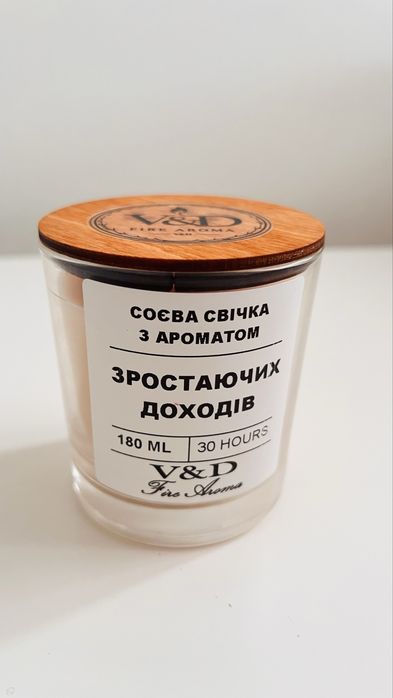 V&D
FIRE AROMA
СОЄВА СВІЧКА
З АРОМАТОМ
ЗРОСТАЮЧИХ
ДОХОДІВ
180 ML
30 HOURS
V&D
Fire Aroma